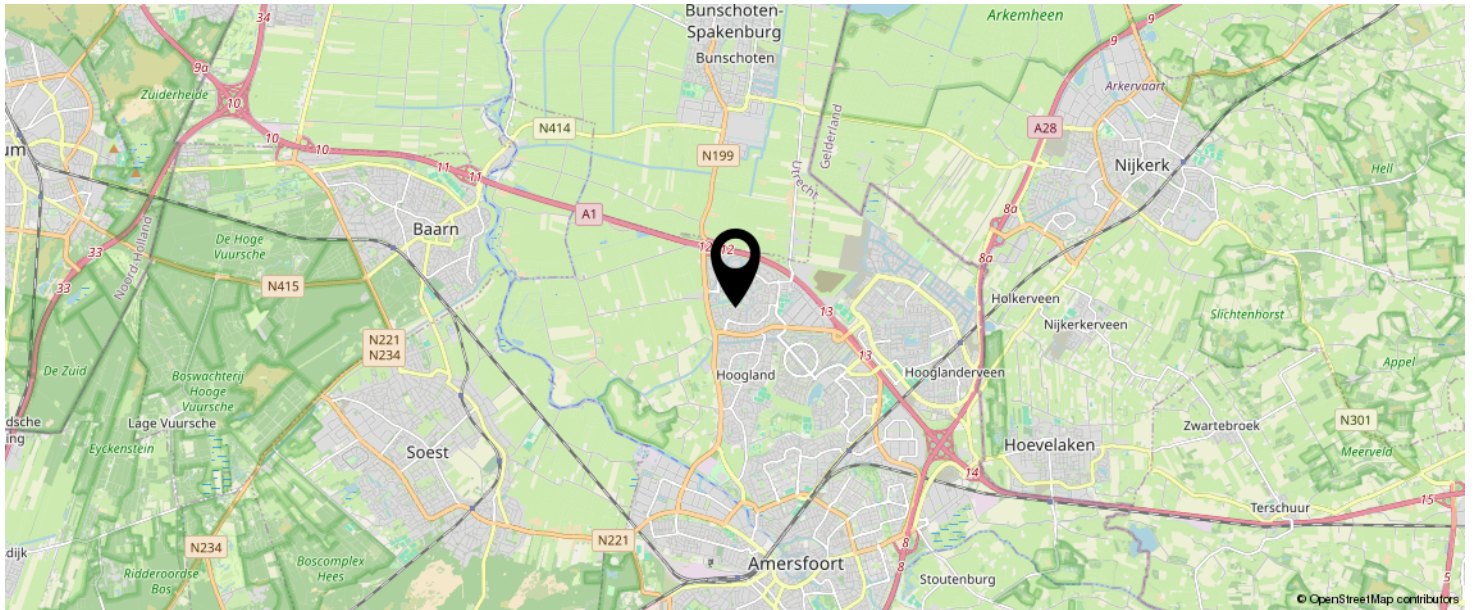 Bunschoten-
Spakenburg
Bunschoten
Arkemheen
34
9
9
9a
10
Zuiderheide
Arkervaart
N414
A28
Gelderland
Utrecht
N199
Nijkerk
Hell
10
10
11
11
A1
8a
8a
Baarn
12
12
De Hoge
Vuursche
Noord-Holland
33
33
N415
Holkerveen
Nijkerkerveen
Slichtenhorst
13
13
N221
N234
De Zuid
Boswachterij
Hooge
Vuursche
Hoogland
Hooglanderveen
Appel
Lage Vuursche
Eyckenstein
Soest
Hoevelaken
Zwartebroek
N301
Meerveld
14
15
Terschuur
N221
N234
8
8
Boscomplex
Hees
Ridderoordse
Bos
Amersfoort
Stoutenburg
5
© OpenStreetMap contributors